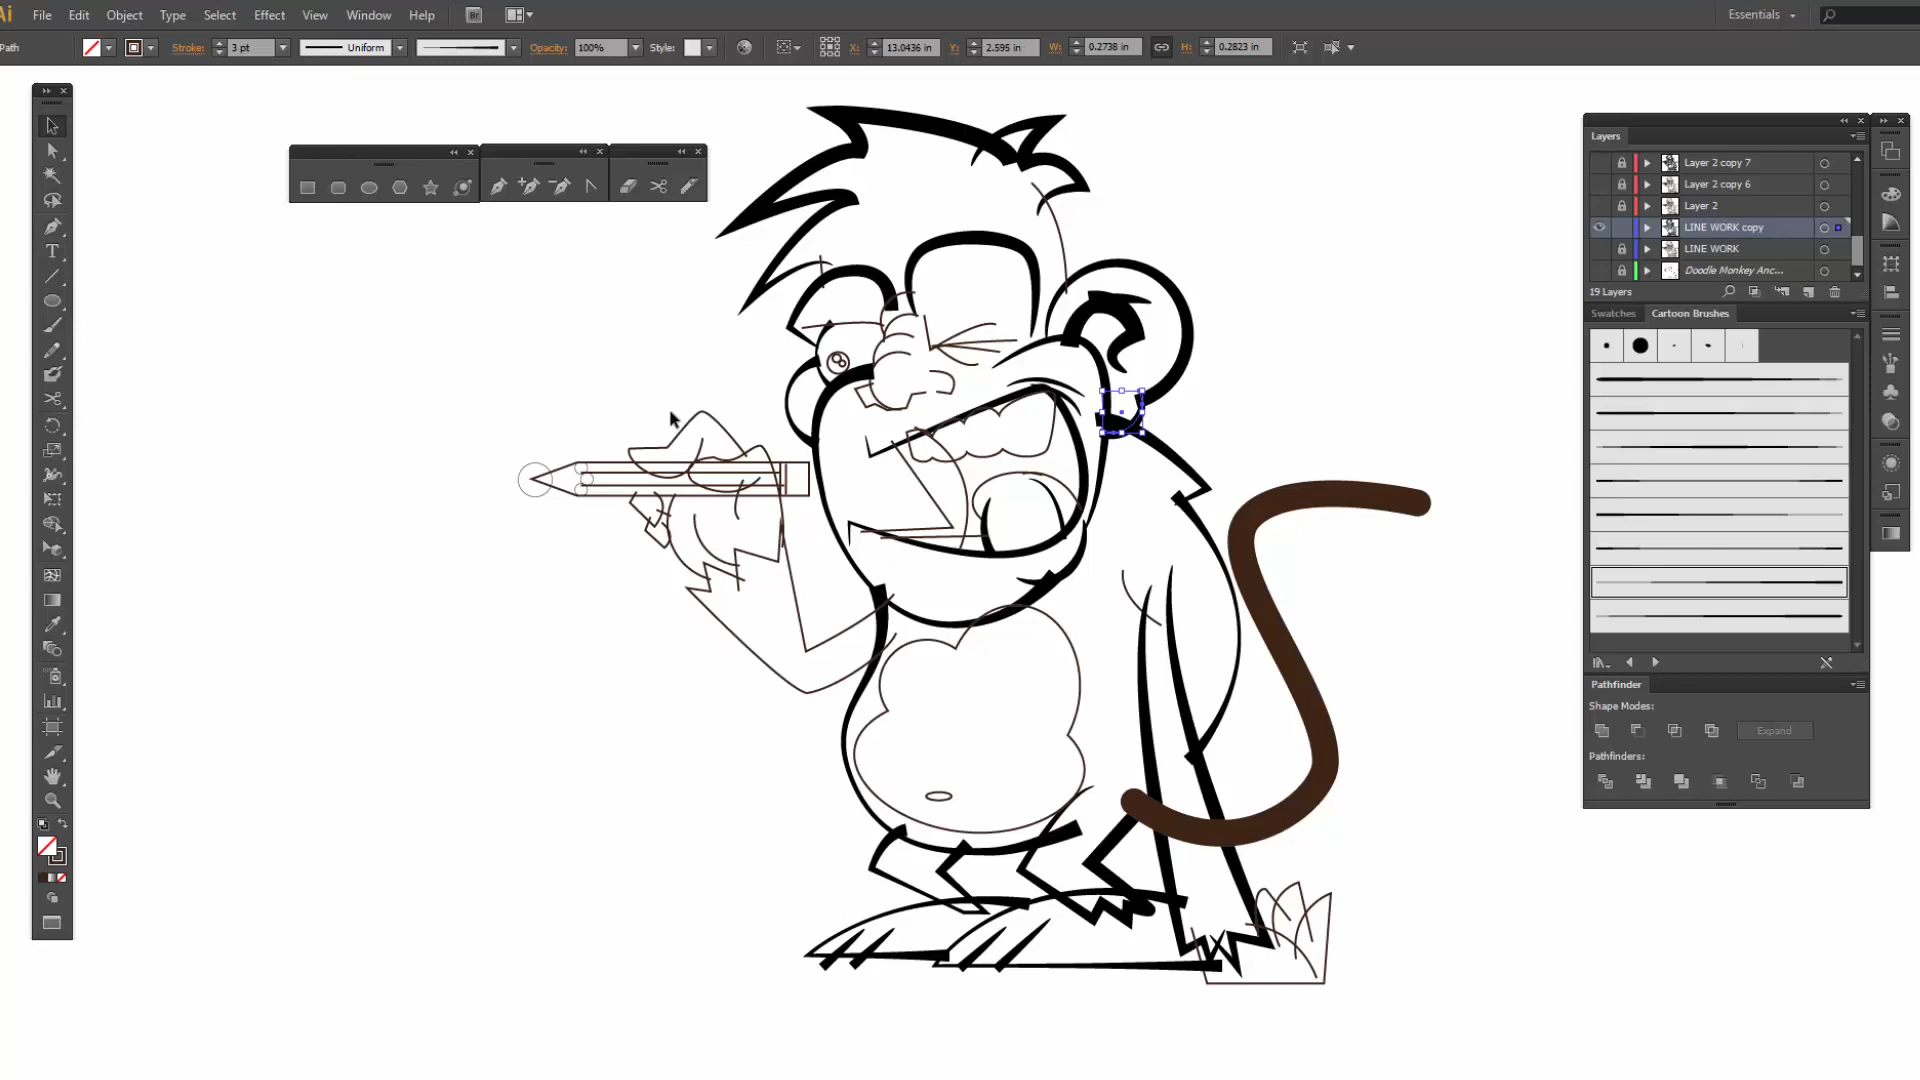 Ai File Edit Object Type Select Effect View Window Help Br Essentials
Path Stroke: 3 pt Uniform Opacity: 100% Style: X: 13.0436 in Y: 2.595 in W: 0.2738 in H: 0.2823 in
Layers
Layer 2 copy 7
Layer 2 copy 6
Layer 2
LINE WORK copy
LINE WORK
Doodle Monkey Anc...
19 Layers
Swatches Cartoon Brushes
Pathfinder
Shape Modes:
Expand
Pathfinders: